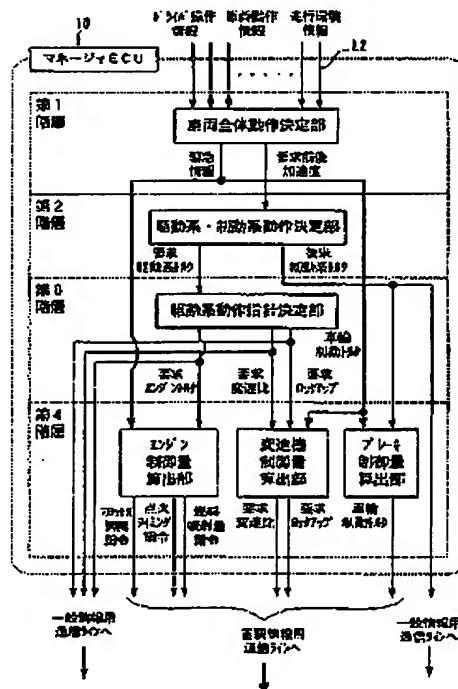 10
マネージャECU
ドライバ操作
情報
車両動作
情報
走行環境
情報
L2
第1
階層
車両全体動作決定部
緊急
情報
要求前後
加速度
第2
階層
駆動系・制動系動作決定部
要求
駆動系トルク
要求
制動系トルク
駆動系動作指針決定部
階層
車輪
制動トルク
要求
エンジントルク
要求
変速比
要求
ロックアップ
第4
階層
エンジン
制御量
算出部
変速機
制御量
算出部
ブレーキ
制御量
算出部
指令
点火
タイミング
指令
燃料
噴射量
指令
要求
変速比
要求
ロックアップ
車輪
制動トルク
一般情報用
通信ラインへ
重要情報用
通信ラインへ
一般情報用
通信ラインへ